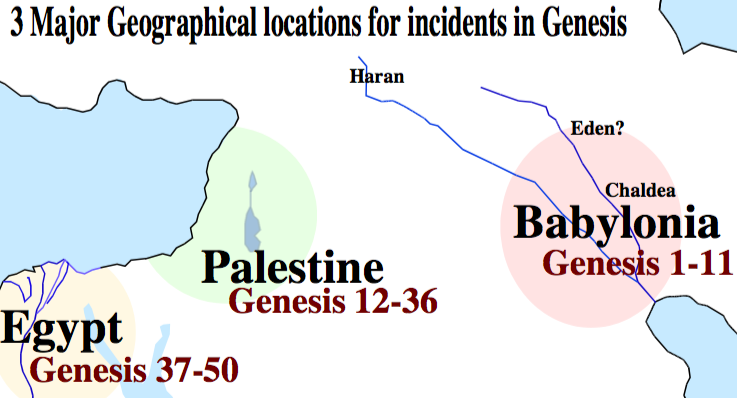 3 Major Geographical locations for incidents in Genesis
Haran
Eden?
Chaldea
Babylonia
Genesis 1-11
Palestine
Genesis 12-36
Egypt
Genesis 37-50